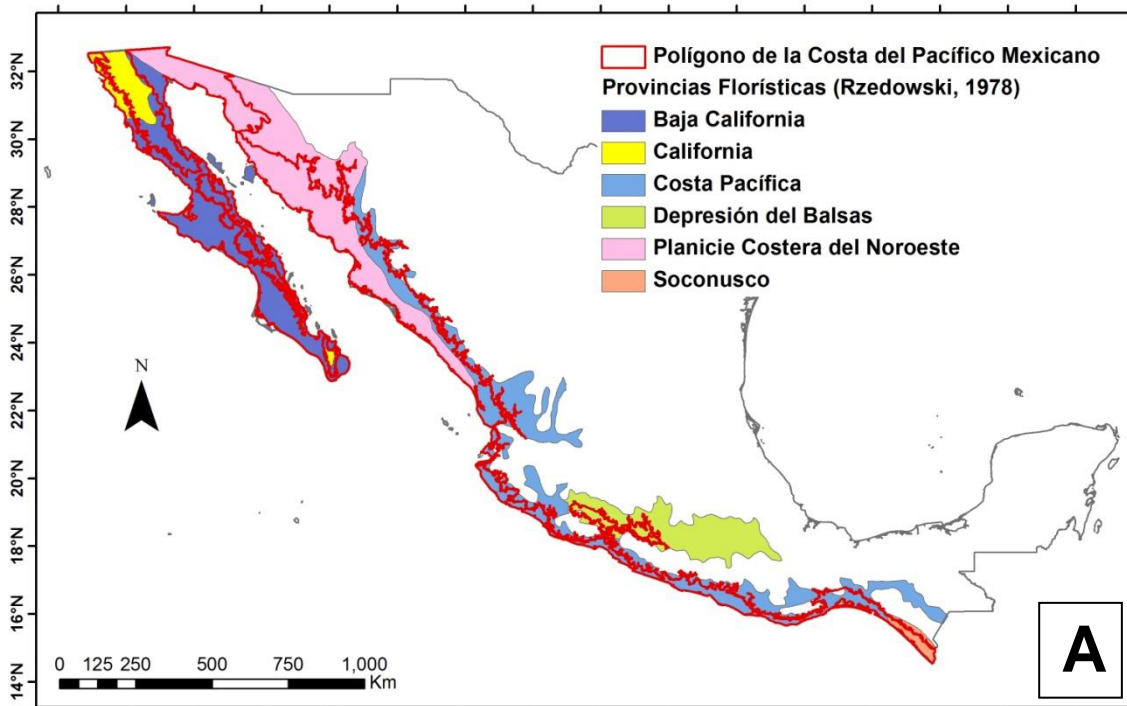 Polígono de la Costa del Pacífico Mexicano
Provincias Florísticas (Rzedowski, 1978)
Baja California
California
Costa Pacífica
Depresión del Balsas
Planicie Costera del Noroeste
Soconusco
32°N
30°N
28°N
26°N
24°N
22°N
20°N
18°N
16°N
14°N
N
0 125 250 500 750 1,000
Km
A